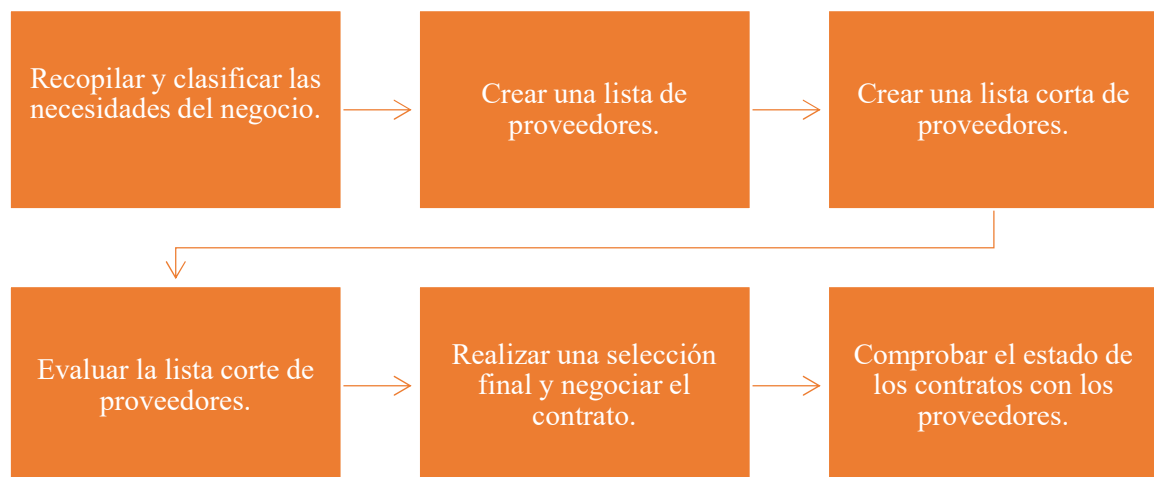 Recopilar y clasificar las
necesidades del negocio.
Crear una lista de
proveedores.
Crear una lista corta de
proveedores.
Evaluar la lista corte de
proveedores.
Realizar una selección
final y negociar el
contrato.
Comprobar el estado de
los contratos con los
proveedores.